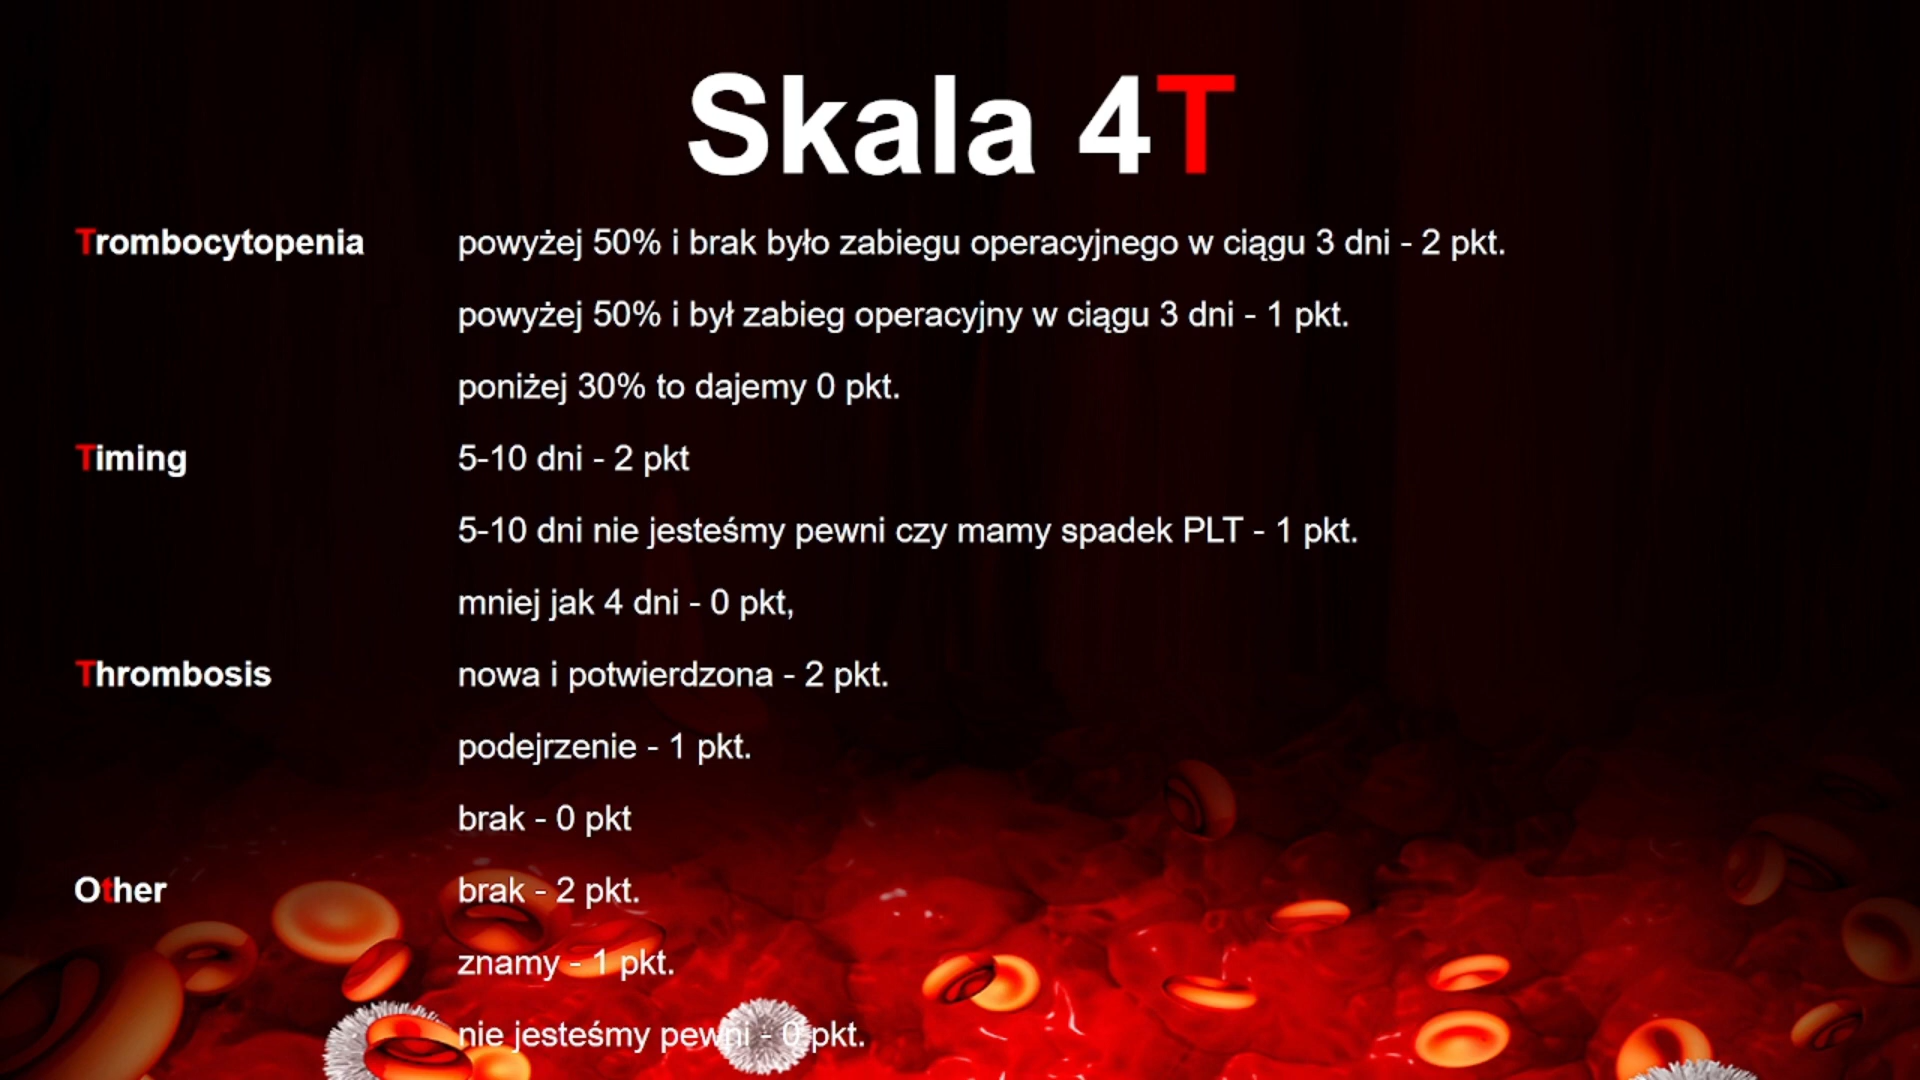 Skala 4T
Trombocytopenia powyżej 50% i brak było zabiegu operacyjnego w ciągu 3 dni - 2 pkt.
powyżej 50% i był zabieg operacyjny w ciągu 3 dni - 1 pkt.
poniżej 30% to dajemy 0 pkt.
Timing 5-10 dni - 2 pkt
5-10 dni nie jesteśmy pewni czy mamy spadek PLT - 1 pkt.
mniej jak 4 dni - 0 pkt,
Thrombosis nowa i potwierdzona - 2 pkt.
podejrzenie - 1 pkt.
brak - 0 pkt
Other brak - 2 pkt.
znamy - 1 pkt.
nie jesteśmy pewni - 0 pkt.